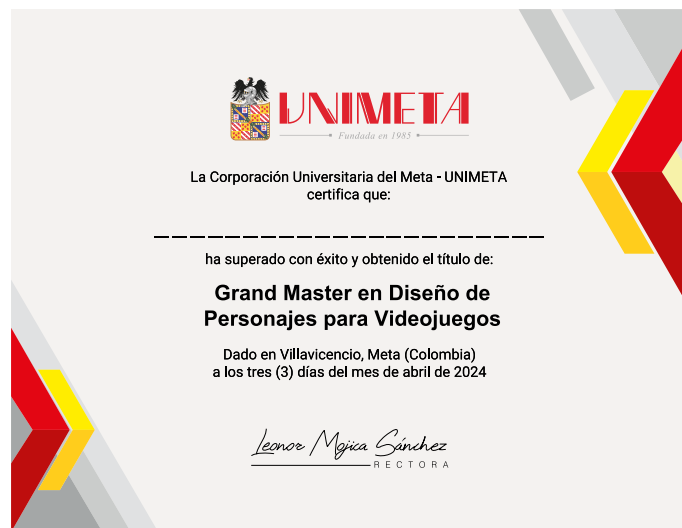 UNIMETA
Fundada en 1985
La Corporación Universitaria del Meta - UNIMETA
certifica que:
ha superado con éxito y obtenido el título de:
Grand Master en Diseño de
Personajes para Videojuegos
Dado en Villavicencio, Meta (Colombia)
a los tres (3) días del mes de abril de 2024
Leonor Mojica Sánchez
RECTORA